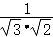 1
√3 • √2